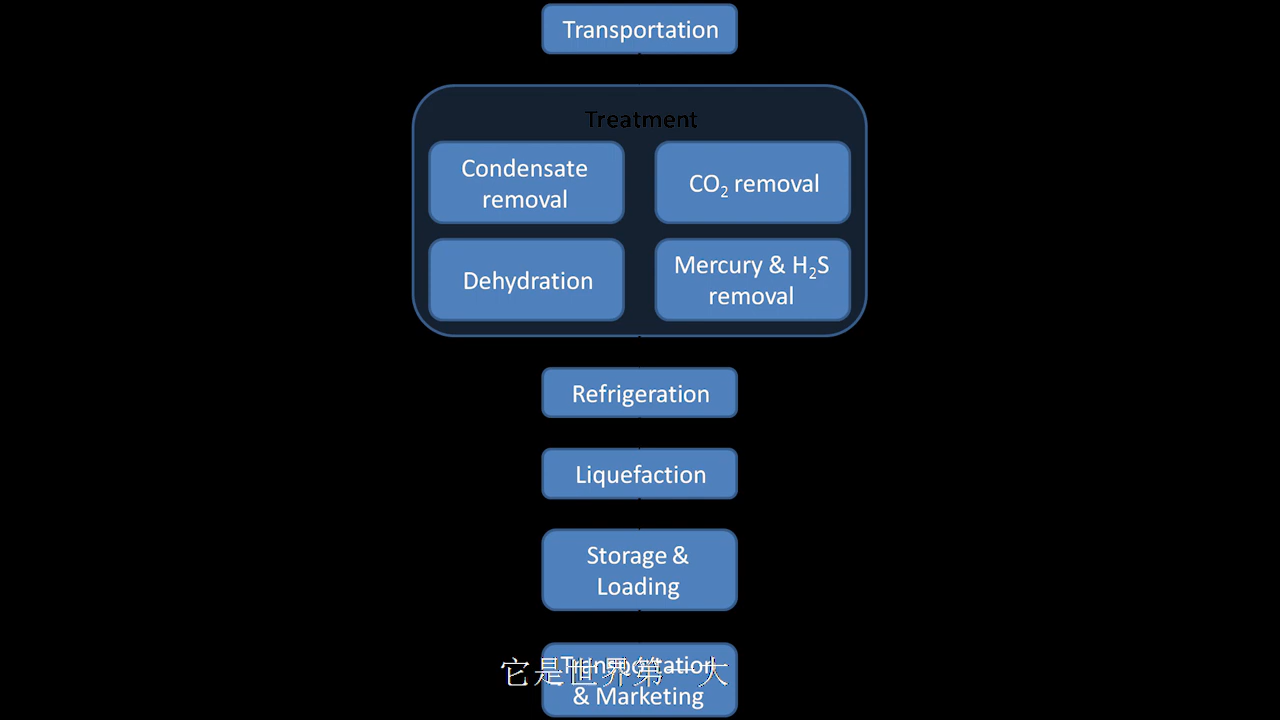 Transportation
Treatment
Condensate
removal
CO₂ removal
Dehydration
Mercury & H₂S
removal
Refrigeration
Liquefaction
Storage &
Loading
Transportation
& Marketing
它是世界第一大